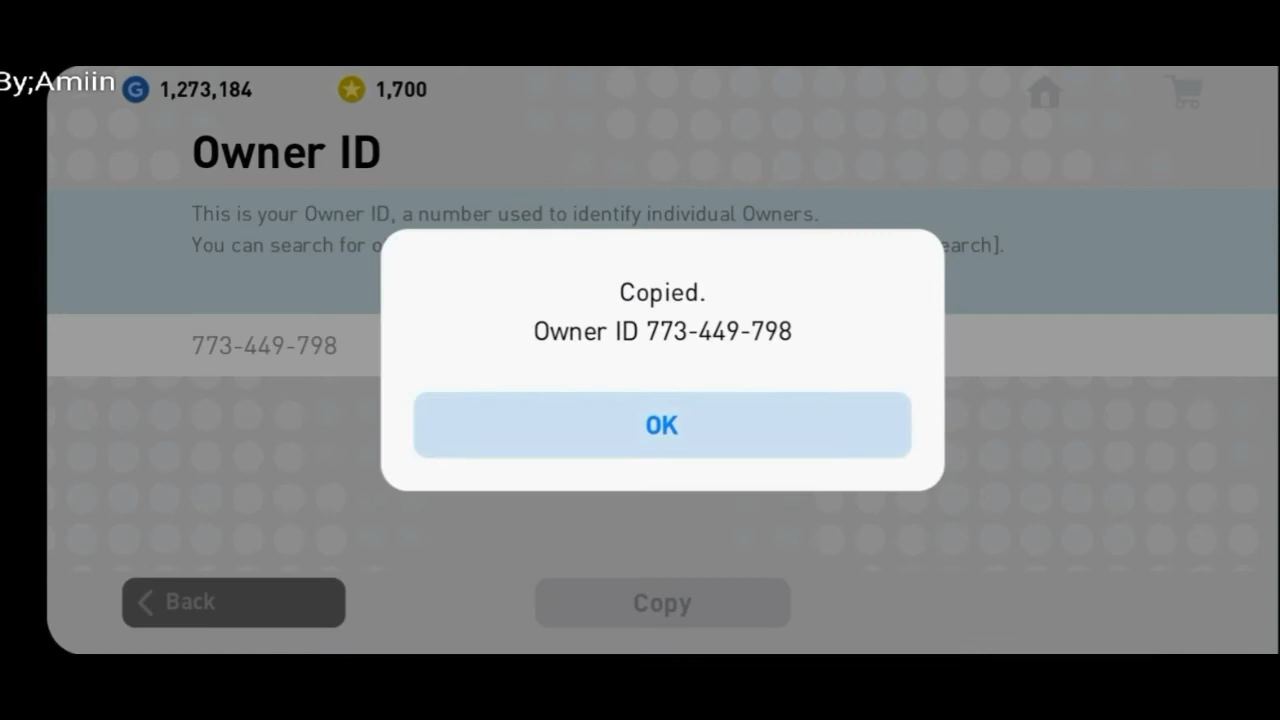 By;Amiin
G 1,273,184 1,700
Owner ID
This is your Owner ID, a number used to identify individual Owners.
You can search for o earch].
Copied.
Owner ID 773-449-798
773-449-798
OK
Back
Copy